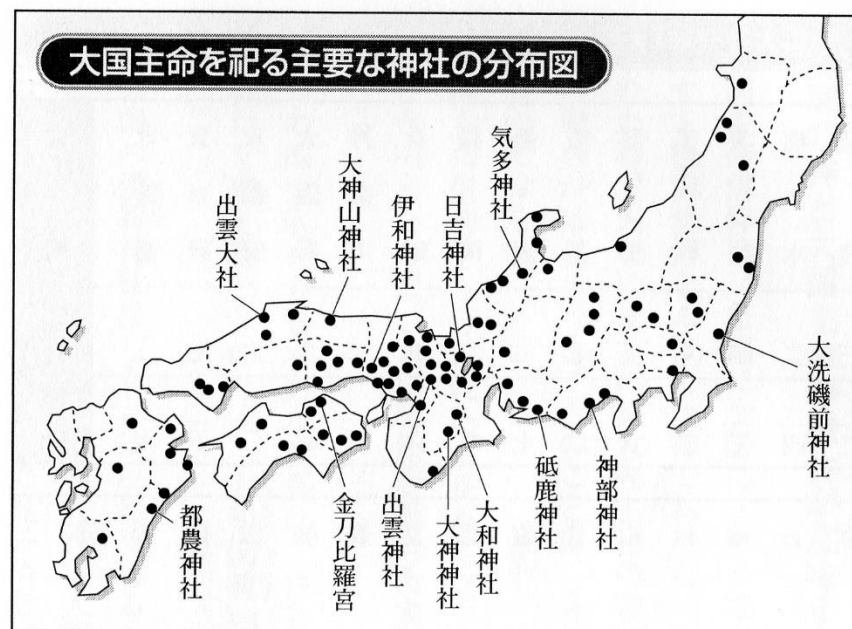 大国主命を祀る主要な神社の分布図
出雲大社
大神山神社
伊和神社
日吉神社
気多神社
大洗磯前神社
都農神社
金刀比羅宮
出雲神社
大神神社
大和神社
砥鹿神社
神部神社